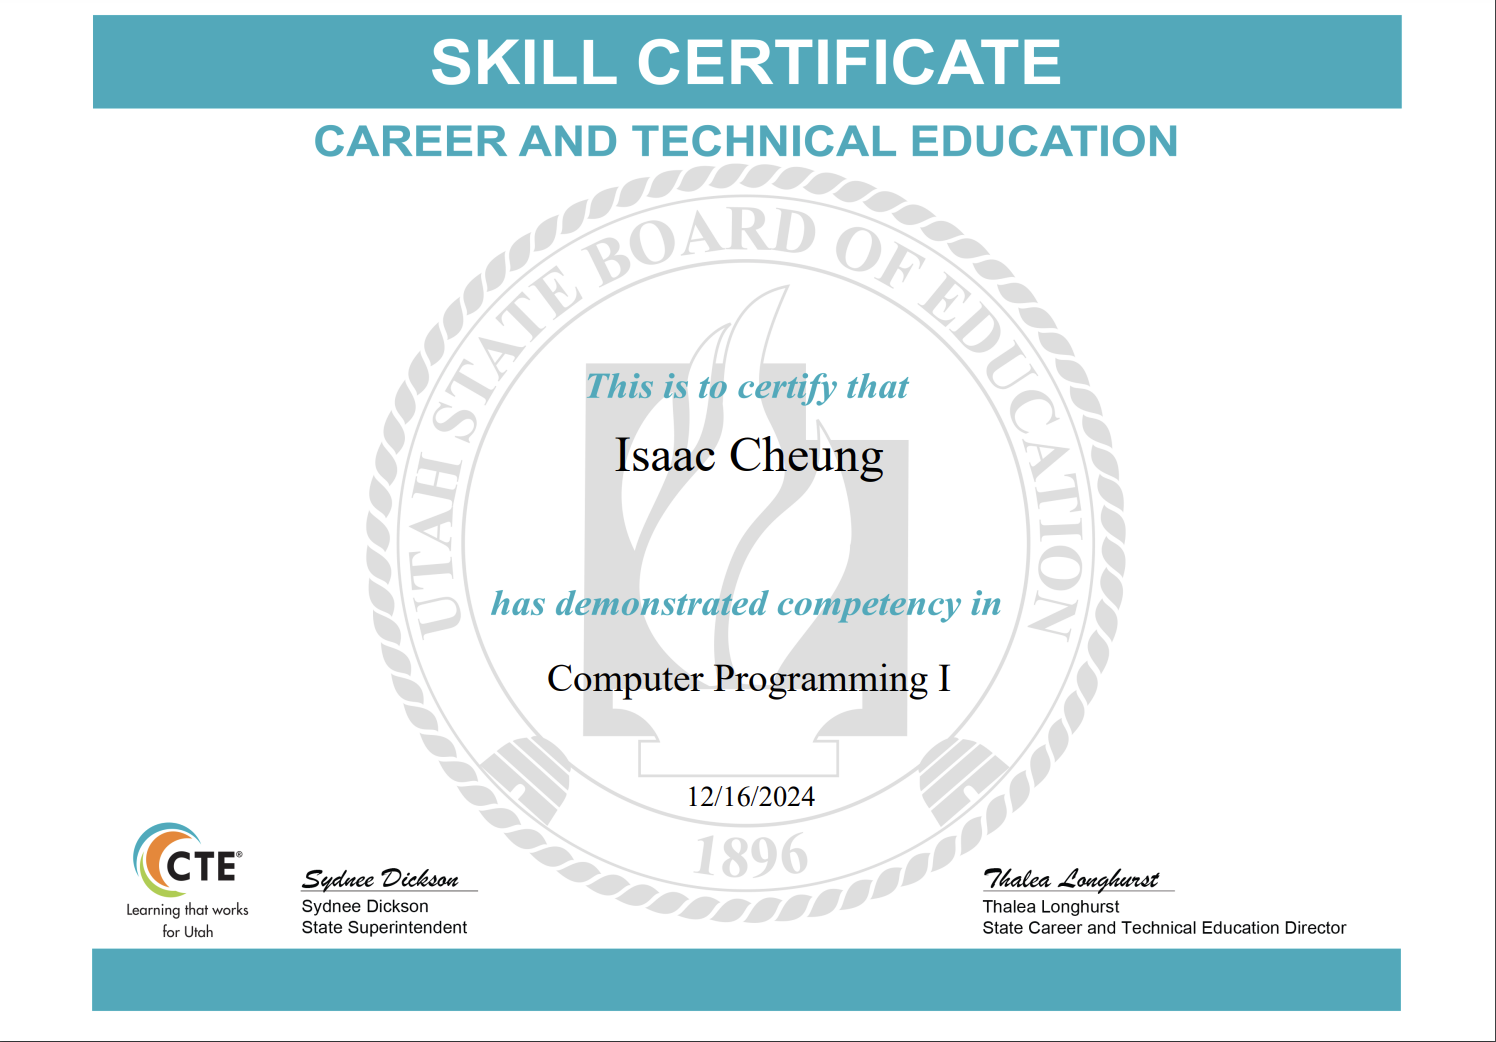 SKILL CERTIFICATE
CAREER AND TECHNICAL EDUCATION
UTAH STATE BOARD OF EDUCATION
This is to certify that
Isaac Cheung
has demonstrated competency in
Computer Programming I
12/16/2024
1896
CTE®
Learning that works
for Utah
Sydnee Dickson
Sydnee Dickson
State Superintendent
Thalea Longhurst
Thalea Longhurst
State Career and Technical Education Director